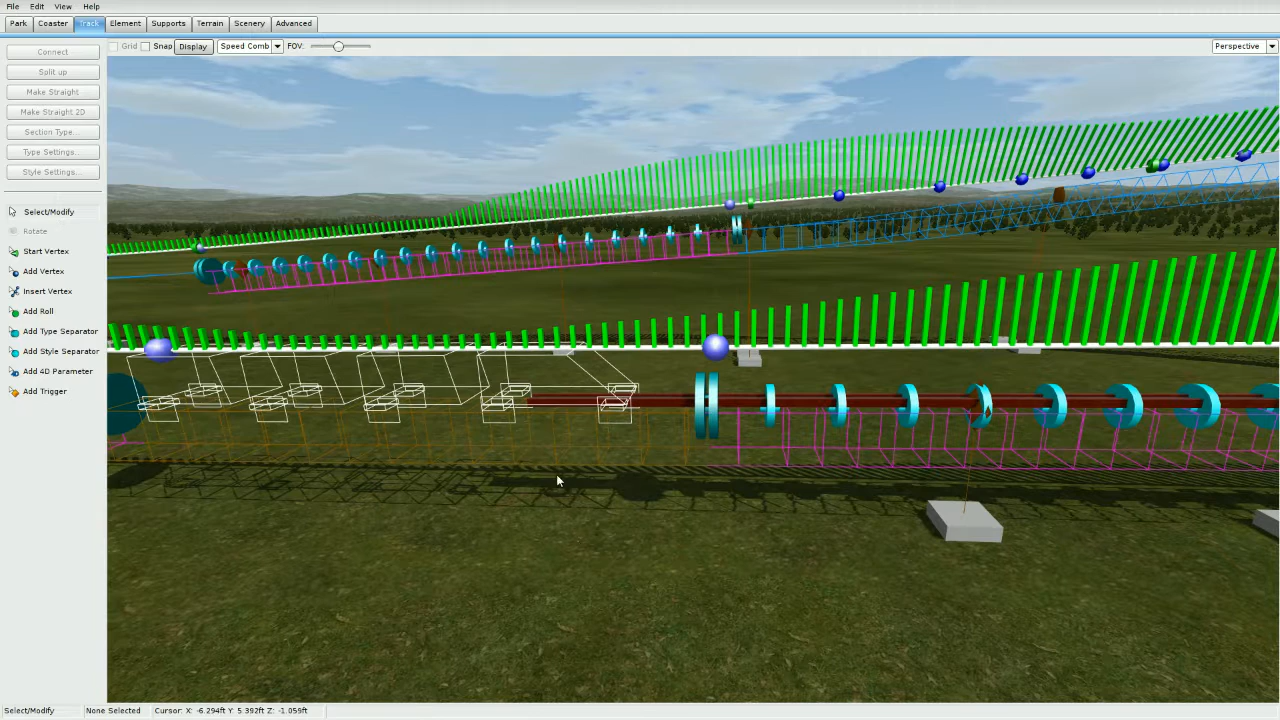 File Edit View Help
Park Coaster Track Element Supports Terrain Scenery Advanced
Grid Snap Display Speed Comb FOV: Perspective
Connect
Split up
Make Straight
Make Straight 2D
Section Type...
Type Settings...
Style Settings...
Select/Modify
Rotate
Start Vertex
Add Vertex
Insert Vertex
Add Roll
Add Type Separator
Add Style Separator
Add 4D Parameter
Add Trigger
Select/Modify None Selected Cursor: X: -6.294ft Y: 5.392ft Z: -1.059ft